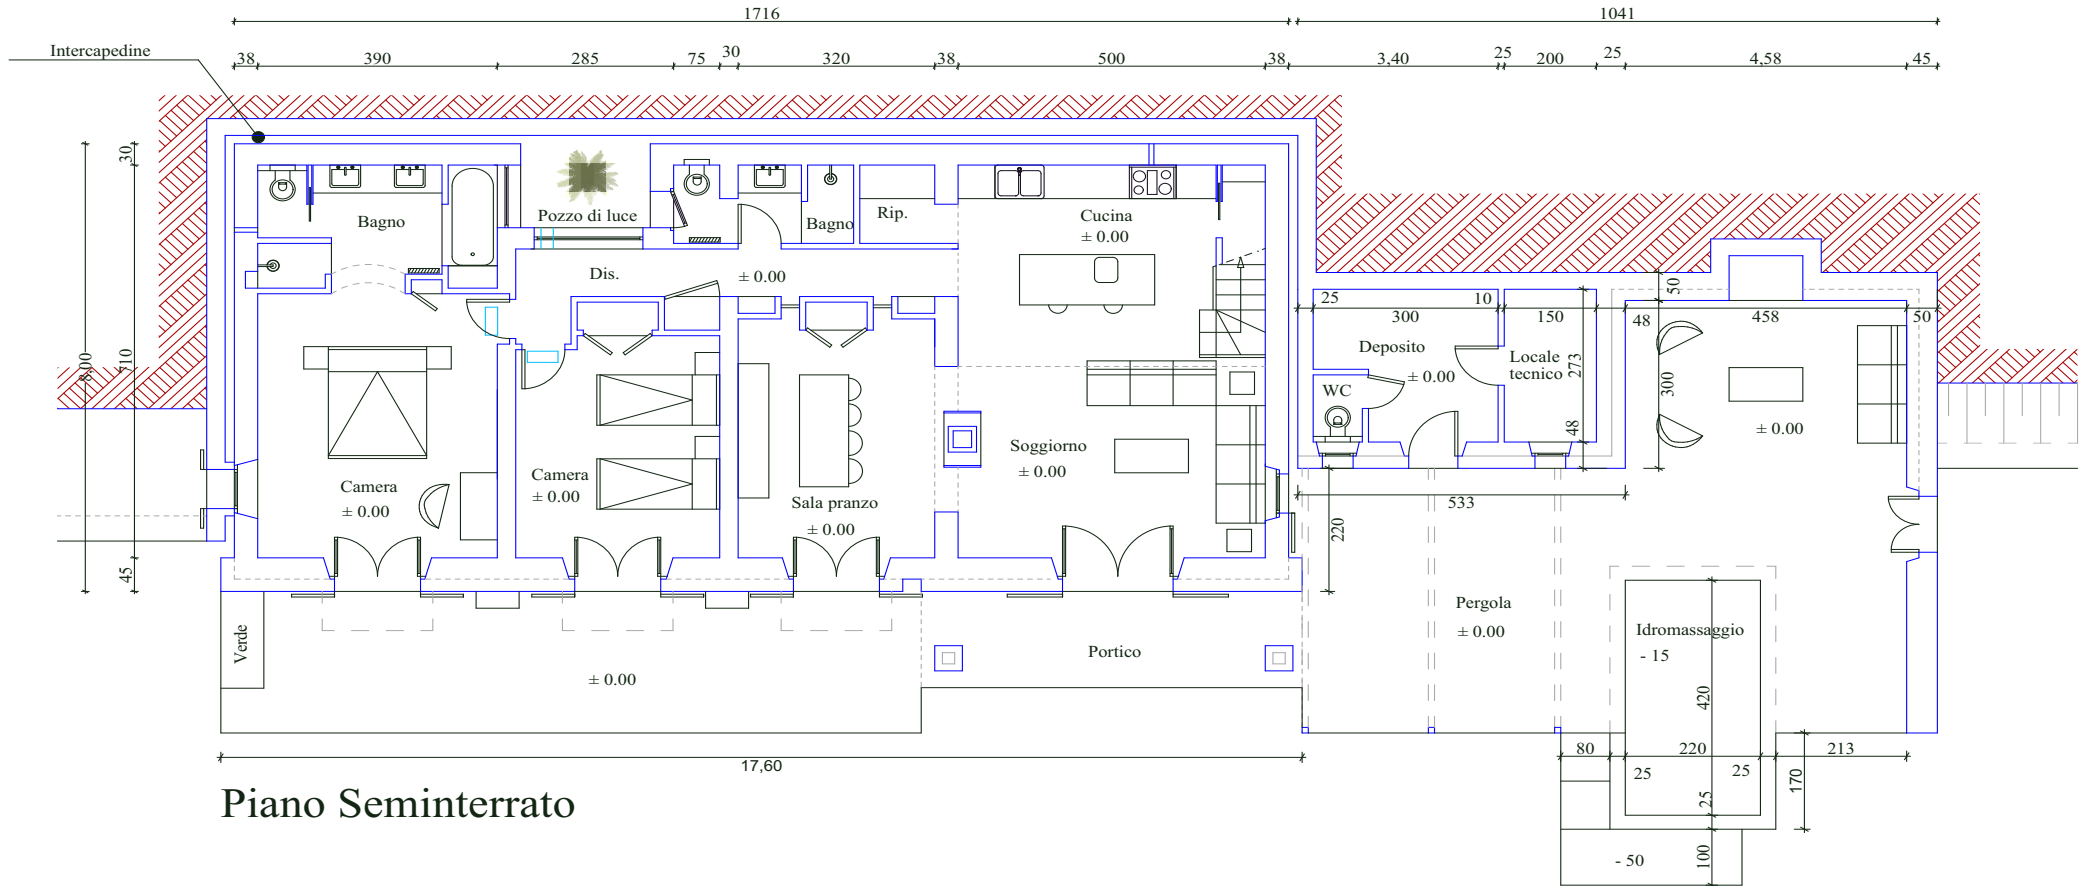 1716
1041
Intercapedine
38
390
285
75
30
320
38
500
38
3,40
25
200
25
4,58
45
30
8.00
710
45
Bagno
Pozzo di luce
Bagno
Rip.
Cucina
± 0.00
Dis.
± 0.00
25
10
300
150
48
50
458
50
Deposito
± 0.00
Locale
tecnico
273
300
WC
48
± 0.00
Camera
± 0.00
Camera
± 0.00
Sala pranzo
± 0.00
Soggiorno
± 0.00
533
220
Verde
± 0.00
Portico
Pergola
± 0.00
Idromassaggio
- 15
420
80
220
213
25
25
170
25
17,60
Piano Seminterrato
- 50
100